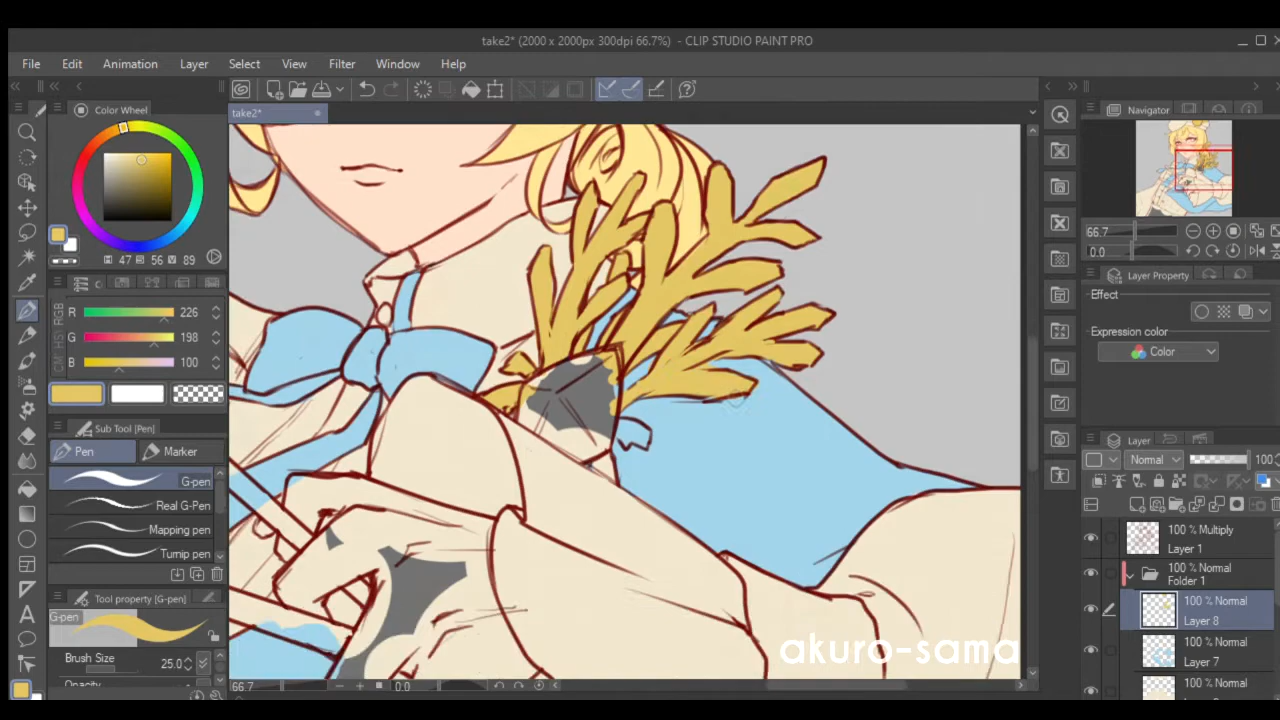 take2* (2000 x 2000px 300dpi 66.7%) - CLIP STUDIO PAINT PRO
File Edit Animation Layer Select View Filter Window Help
Color Wheel
take2*
Navigator
47 56 89
66.7
0.0
Layer Property
R 226
G 198
B 100
Effect
Expression color
Color
Sub Tool [Pen]
Pen Marker
G-pen
Real G-Pen
Mapping pen
Turnip pen
Layer
Normal 100
100 % Multiply
Layer 1
100 % Normal
Folder 1
100 % Normal
Layer 8
100 % Normal
Layer 7
100 % Normal
Tool property [G-pen]
G-pen
Brush Size 25.0
akuro-sama
66.7 0.0